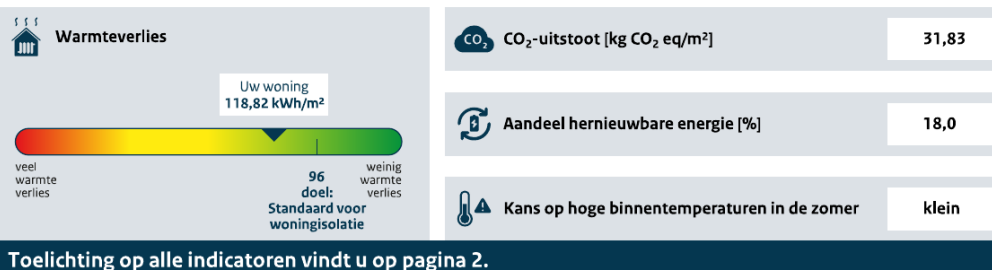 Warmteverlies
Uw woning
118,82 kWh/m²
veel
warmte
verlies
96
doel:
Standaard voor
woningisolatie
weinig
warmte
verlies
CO₂
CO₂-uitstoot [kg CO₂ eq/m²]
31,83
Aandeel hernieuwbare energie [%]
18,0
Kans op hoge binnentemperaturen in de zomer
klein
Toelichting op alle indicatoren vindt u op pagina 2.